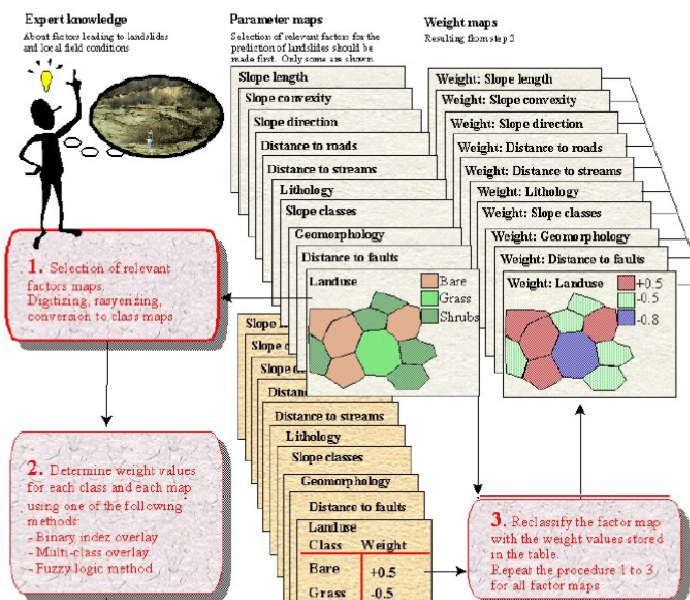 Expert knowledge
About factors leading to landslides
and local field conditions
Parameter maps
Selection of relevant factors for the
prediction of landslides should be
made first. Only some are shown.
Weight maps
Resulting from step 3
Slope length
Slope convexity
Slope direction
Distance to roads
Distance to streams
Lithology
Slope classes
Geomorphology
Distance to faults
Landuse
Bare
Grass
Shrubs
Weight: Slope length
Weight: Slope convexity
Weight: Slope direction
Weight: Distance to roads
Weight: Distance to streams
Weight: Lithology
Weight: Slope classes
Weight: Geomorphology
Weight: Distance to faults
Weight: Landuse
+0.5
-0.5
-0.8
1. Selection of relevant
factors maps.
Digitizing, rasyerizing,
conversion to class maps
2. Determine weight values
for each class and each map
using one of the following
methods:
- Binary index overlay
- Multi-class overlay
- Fuzzy logic method
Slope
Slope
Slope
Distan
Distance to streams
Lithology
Slope classes
Geomorphology
Distance to faults
Landuse
Class Weight
Bare +0.5
Grass -0.5
3. Reclassify the factor map
with the weight values stored
in the table.
Repeat the procedure 1 to 3
for all factor maps